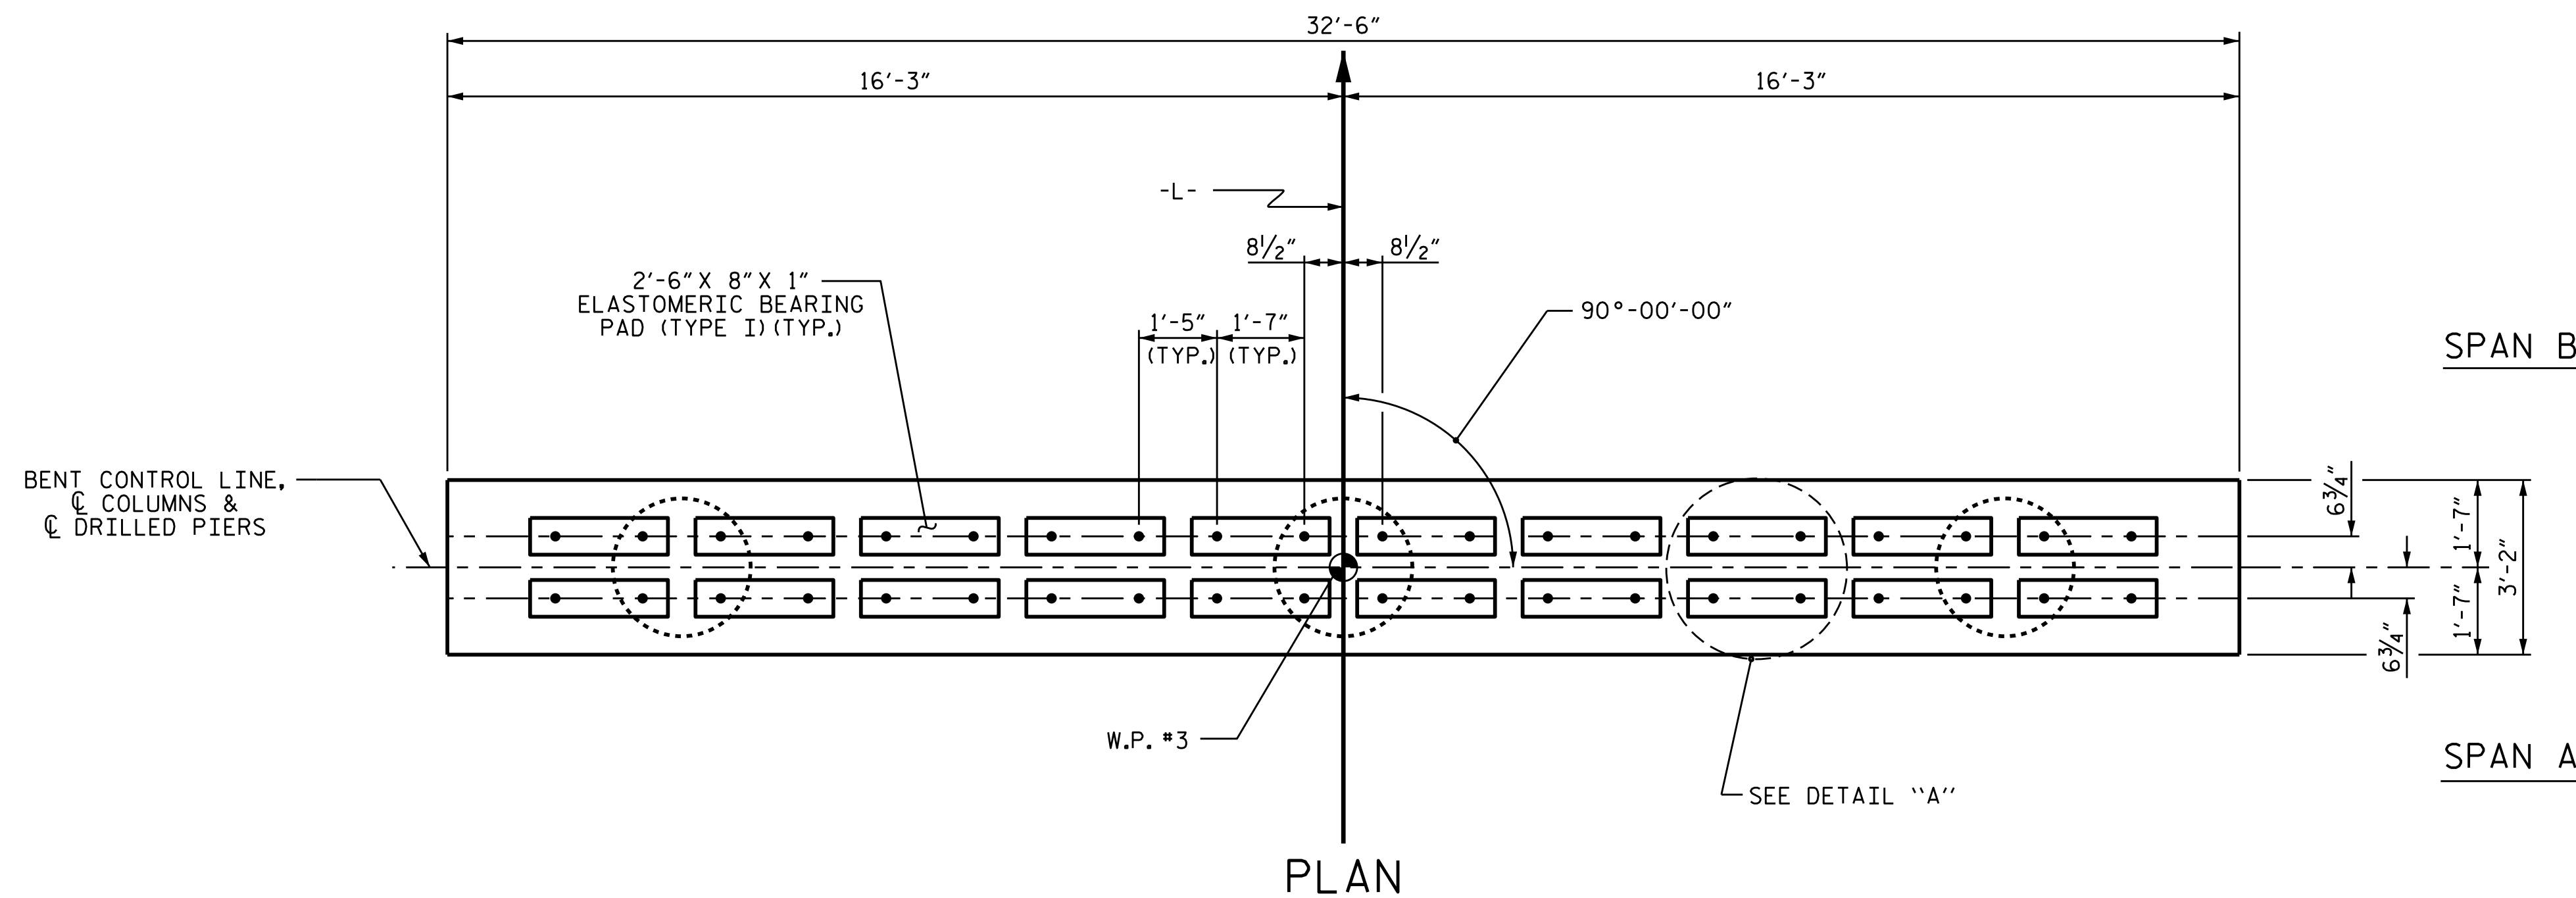 32'-6"
16'-3"
16'-3"
-L-
8½"
8½"
2'-6" X 8" X 1"
ELASTOMERIC BEARING
PAD (TYPE I)(TYP.)
1'-5"
(TYP.)
1'-7"
(TYP.)
90°-00'-00"
SPAN B
BENT CONTROL LINE,
℄ COLUMNS &
℄ DRILLED PIERS
6¾"
1'-7"
3'-2"
1'-7"
6¾"
W.P. #3
SEE DETAIL "A"
SPAN A
PLAN